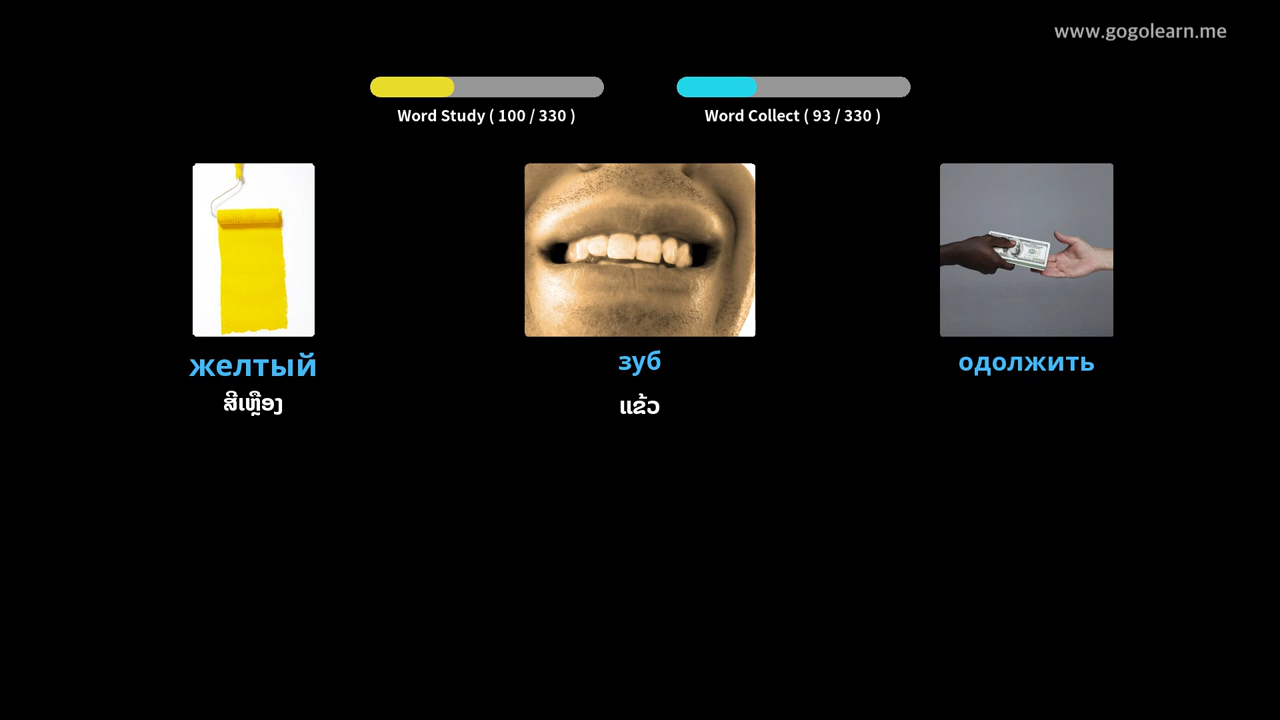 www.gogolearn.me
Word Study ( 100 / 330 )
Word Collect ( 93 / 330 )
желтый
зуб
одолжить
ສີເຫຼືອງ
ແຂ້ວ